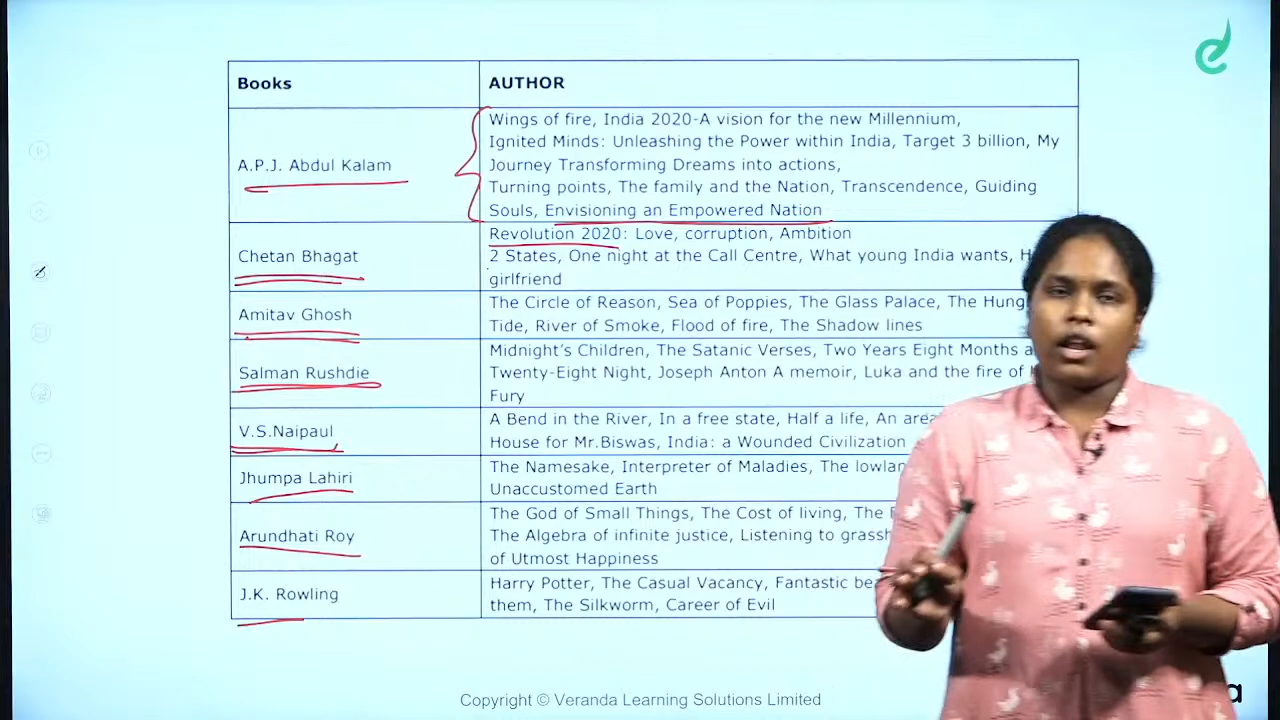 Books AUTHOR
A.P.J. Abdul Kalam
Wings of fire, India 2020-A vision for the new Millennium,
Ignited Minds: Unleashing the Power within India, Target 3 billion, My
Journey Transforming Dreams into actions,
Turning points, The family and the Nation, Transcendence, Guiding
Souls, Envisioning an Empowered Nation
Chetan Bhagat
Revolution 2020: Love, corruption, Ambition
2 States, One night at the Call Centre, What young India wants,
girlfriend
Amitav Ghosh
The Circle of Reason, Sea of Poppies, The Glass Palace, The
Tide, River of Smoke, Flood of fire, The Shadow lines
Salman Rushdie
Midnight's Children, The Satanic Verses, Two Years Eight Months
Twenty-Eight Night, Joseph Anton A memoir, Luka and the fire of
Fury
V.S.Naipaul
A Bend in the River, In a free state, Half a life, An
House for Mr.Biswas, India: a Wounded Civilization
Jhumpa Lahiri
The Namesake, Interpreter of Maladies, The
Unaccustomed Earth
Arundhati Roy
The God of Small Things, The Cost of living, The
The Algebra of infinite justice, Listening to
of Utmost Happiness
J.K. Rowling
Harry Potter, The Casual Vacancy, Fantastic
them, The Silkworm, Career of Evil
Copyright © Veranda Learning Solutions Limited